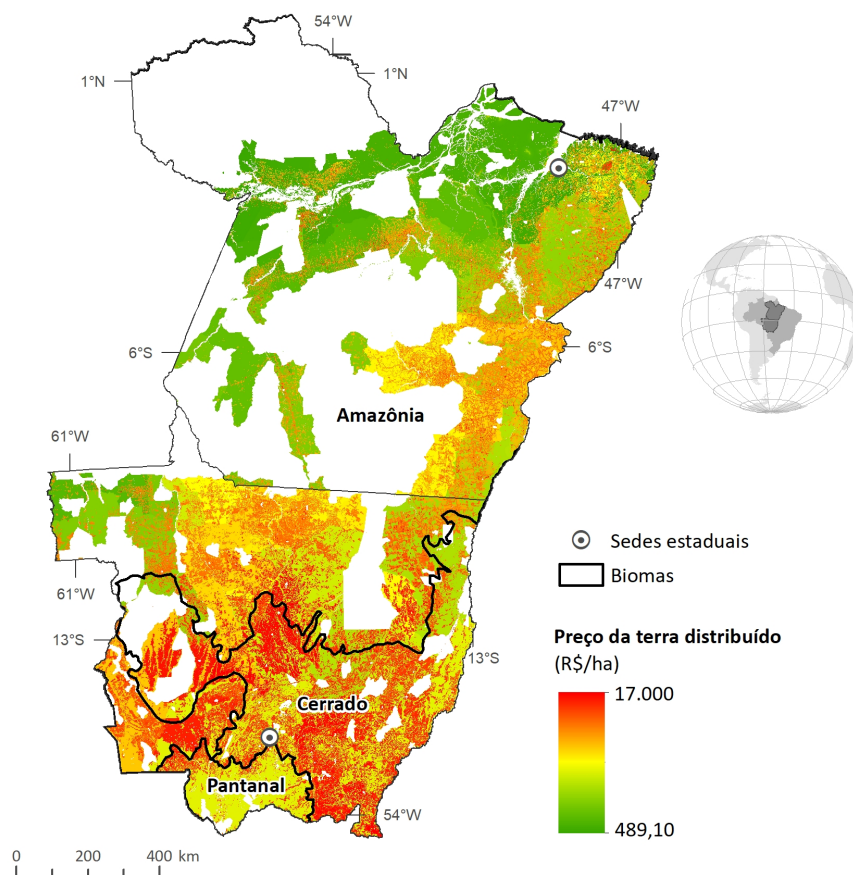 54°W
1°N
1°N
47°W
47°W
6°S
6°S
Amazônia
61°W
Sedes estaduais
Biomas
61°W
13°S
Preço da terra distribuído
(R$/ha)
13°S
17.000
Cerrado
Pantanal
54°W
489,10
0 200 400 km